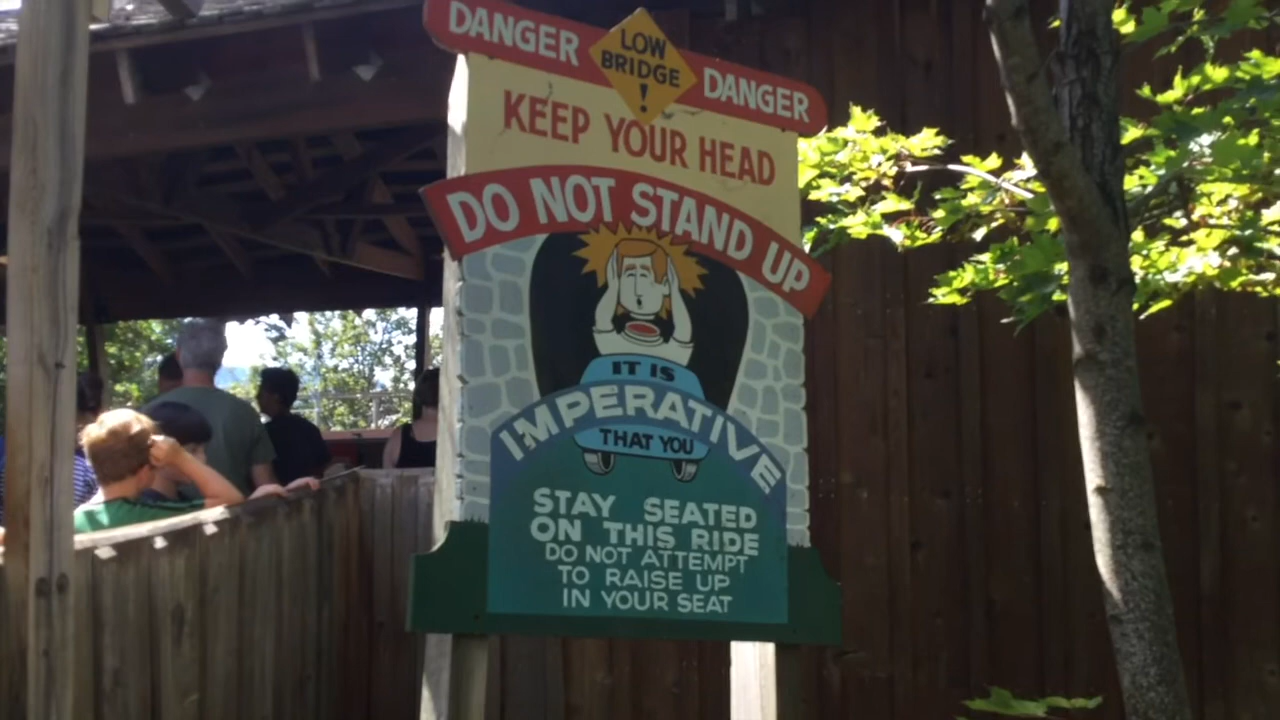 DANGER LOW BRIDGE ! DANGER
KEEP YOUR HEAD
DO NOT STAND UP
IT IS
IMPERATIVE
THAT YOU
STAY SEATED
ON THIS RIDE
DO NOT ATTEMPT
TO RAISE UP
IN YOUR SEAT